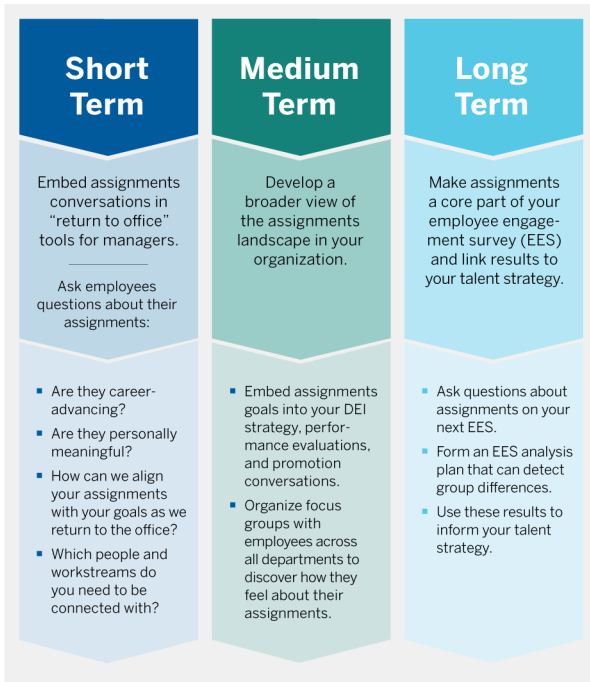 Short
Term
Embed assignments
conversations in
“return to office”
tools for managers.
Ask employees
questions about their
assignments:
▪ Are they career-
advancing?
▪ Are they personally
meaningful?
▪ How can we align
your assignments
with your goals as we
return to the office?
▪ Which people and
workstreams do
you need to be
connected with?
Medium
Term
Develop a
broader view of
the assignments
landscape in your
organization.
▪ Embed assignments
goals into your DEI
strategy, perfor-
mance evaluations,
and promotion
conversations.
▪ Organize focus
groups with
employees across
all departments to
discover how they
feel about their
assignments.
Long
Term
Make assignments
a core part of your
employee engage-
ment survey (EES)
and link results to
your talent strategy.
▪ Ask questions about
assignments on your
next EES.
▪ Form an EES analysis
plan that can detect
group differences.
▪ Use these results to
inform your talent
strategy.